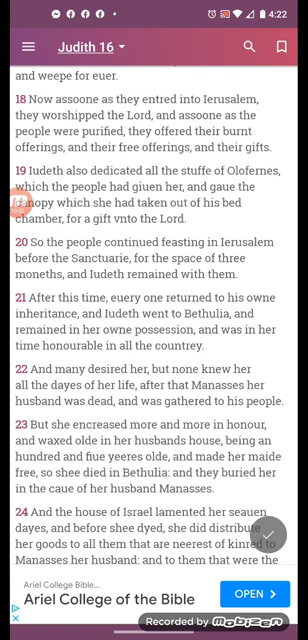 4:22
Judith 16
and weepe for euer.
18 Now assoone as they entred into Ierusalem,
they worshipped the Lord, and assoone as the
people were purified, they offered their burnt
offerings, and their free offerings, and their gifts.
19 Iudeth also dedicated all the stuffe of Olofernes,
which the people had giuen her, and gaue the
canopy which she had taken out of his bed
chamber, for a gift vnto the Lord.
20 So the people continued feasting in Ierusalem
before the Sanctuarie, for the space of three
moneths, and Iudeth remained with them.
21 After this time, euery one returned to his owne
inheritance, and Iudeth went to Bethulia, and
remained in her owne possession, and was in her
time honourable in all the countrey.
22 And many desired her, but none knew her
all the dayes of her life, after that Manasses her
husband was dead, and was gathered to his people.
23 But she encreased more and more in honour,
and waxed olde in her husbands house, being an
hundred and fiue yeeres olde, and made her maide
free, so shee died in Bethulia: and they buried her
in the caue of her husband Manasses.
24 And the house of Israel lamented her seauen
dayes, and before shee dyed, she did distribute
her goods to all them that are neerest of kinred to
Manasses her husband: and to them that were the
Ariel College Bible...
Ariel College of the Bible
OPEN
Recorded by Mobizen